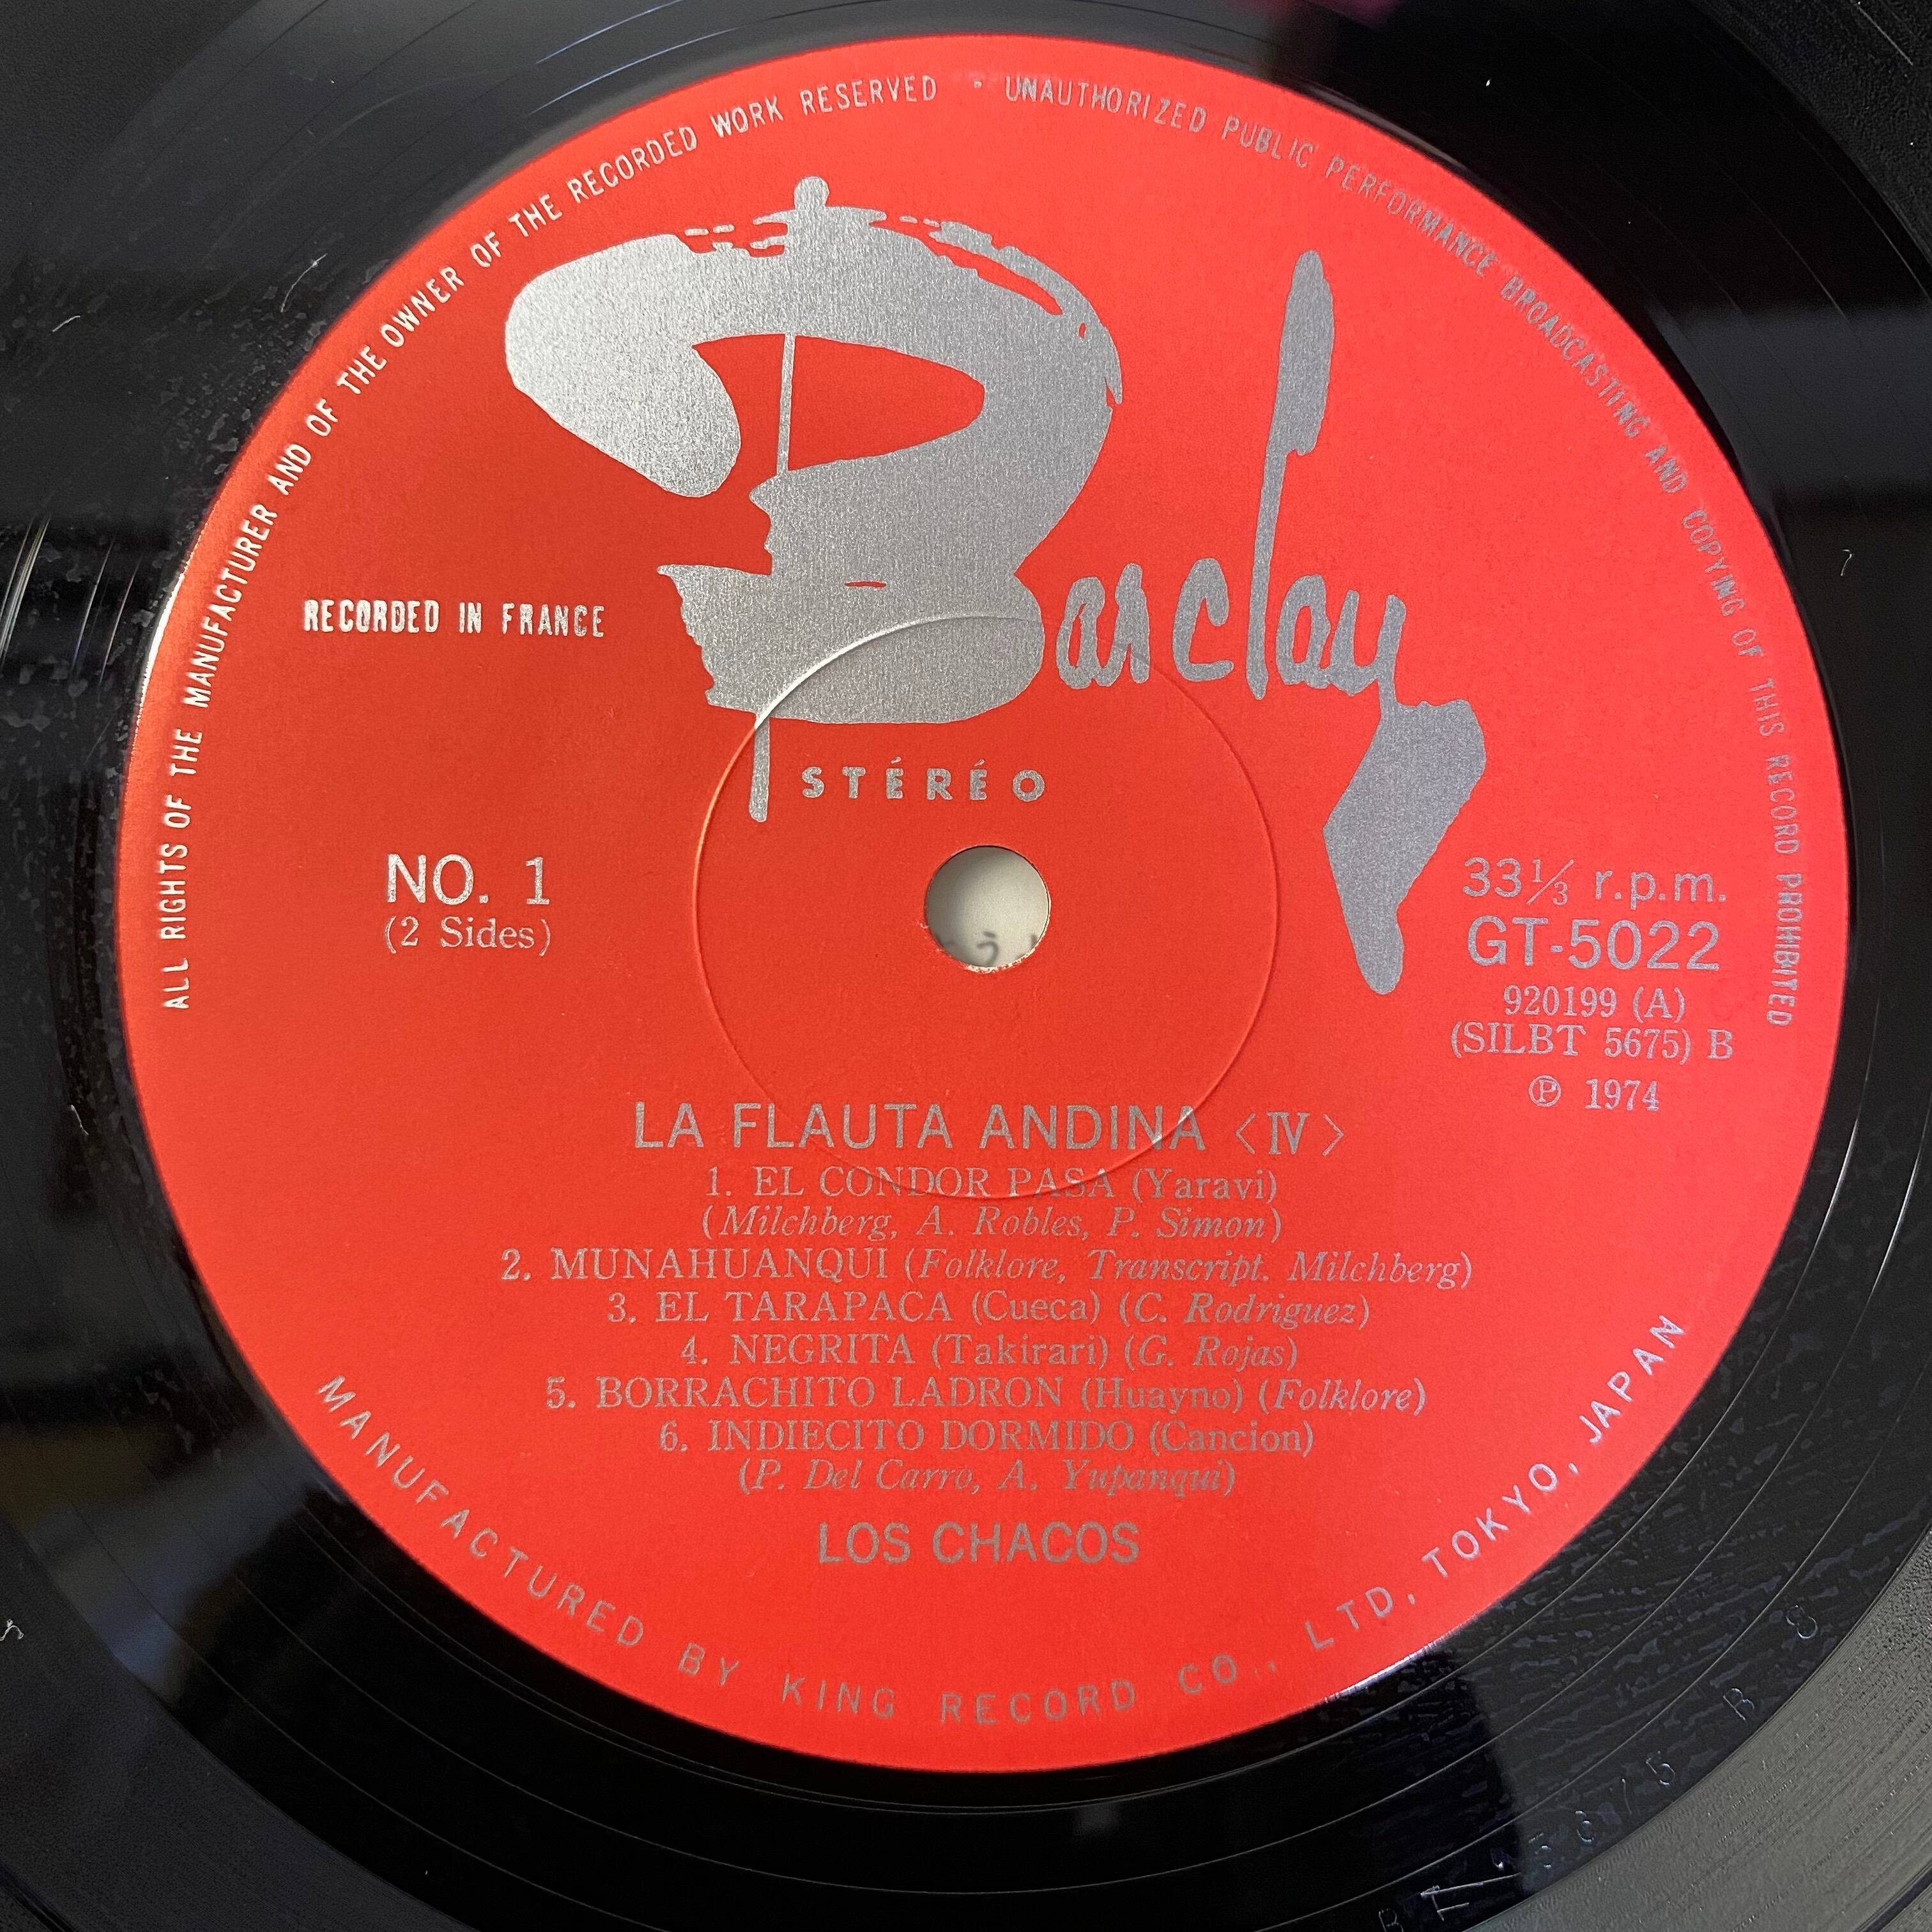 ALL RIGHTS OF THE MANUFACTURER AND OF THE OWNER OF THE RECORDED WORK RESERVED · UNAUTHORIZED PUBLIC PERFORMANCE BROADCASTING AND COPYING OF THIS RECORD PROHIBITED
Barclay
RECORDED IN FRANCE
STÉRÉO
NO. 1
(2 Sides)
33⅓ r.p.m.
GT-5022
920199 (A)
(SILBT 5675) B
Ⓟ 1974
LA FLAUTA ANDINA <IV>
1. EL CONDOR PASA (Yaravi)
(Milchberg, A. Robles, P. Simon)
2. MUNAHUANQUI (Folklore, Transcript. Milchberg)
3. EL TARAPACA (Cueca) (C. Rodriguez)
4. NEGRITA (Takirari) (G. Rojas)
5. BORRACHITO LADRON (Huayno) (Folklore)
6. INDIECITO DORMIDO (Cancion)
(P. Del Carro, A. Yupanqui)
LOS CHACOS
MANUFACTURED BY KING RECORD CO., LTD, TOKYO, JAPAN